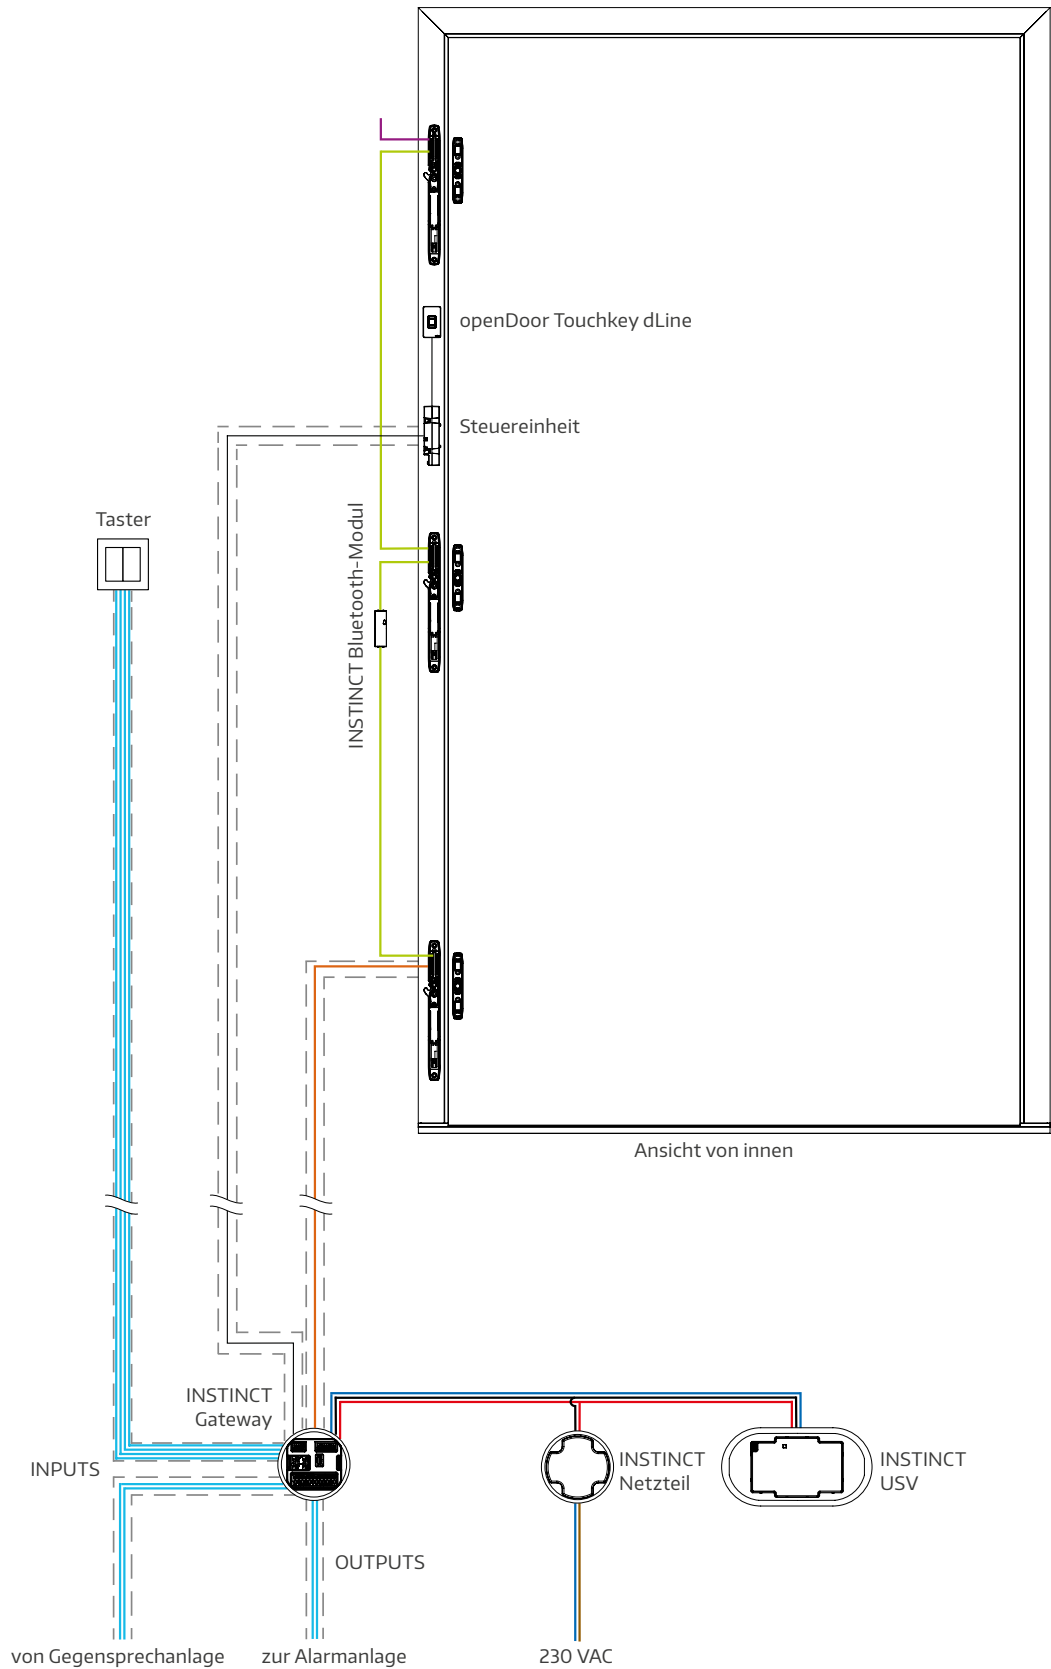 openDoor Touchkey dLine
Steuereinheit
Taster
INSTINCT Bluetooth-Modul
Ansicht von innen
INSTINCT
Gateway
INPUTS
INSTINCT
Netzteil
INSTINCT
USV
OUTPUTS
von Gegensprechanlage
zur Alarmanlage
230 VAC